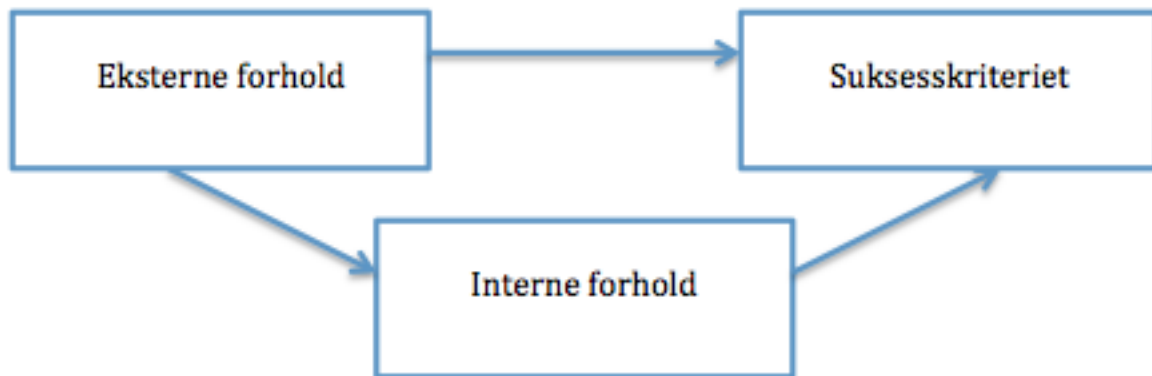 Eksterne forhold
Suksesskriteriet
Interne forhold